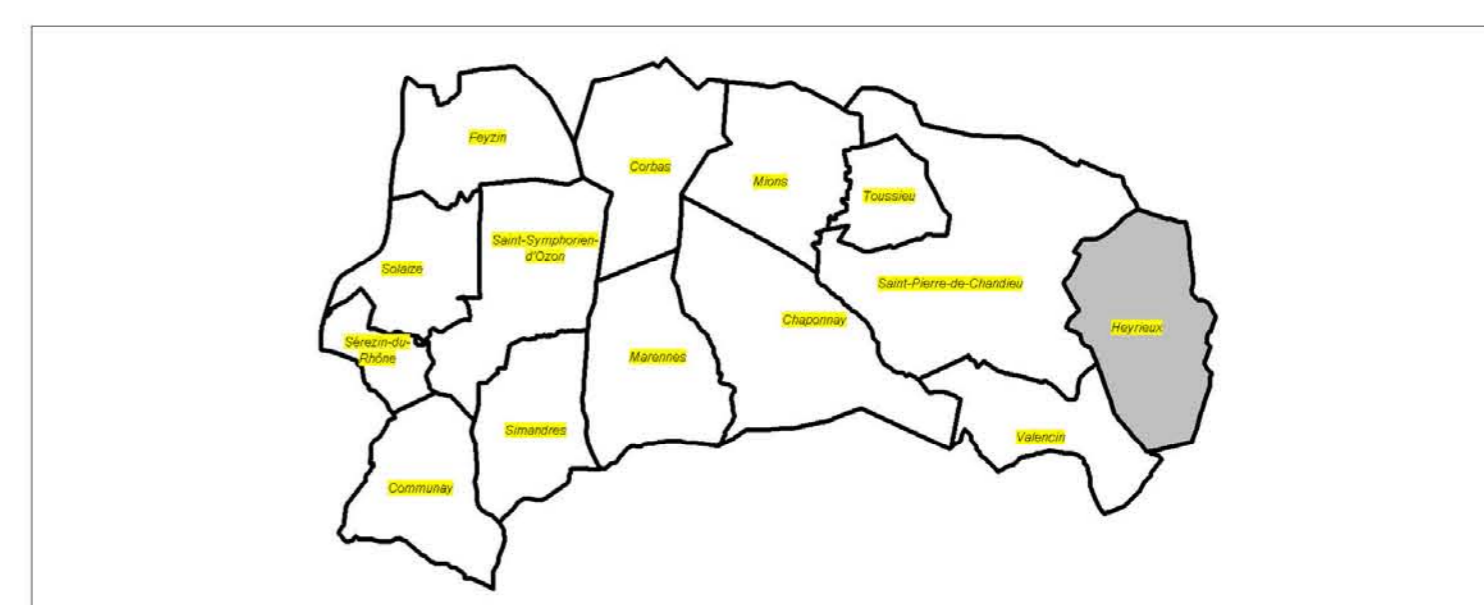 Feyzin
Corbas
Mions
Toussieu
Saint-Symphorien-
d'Ozon
Solaize
Saint-Pierre-de-Chandieu
Chaponnay
Heyrieux
Sérezin-du-
Rhône
Marennes
Simandres
Valencin
Communay